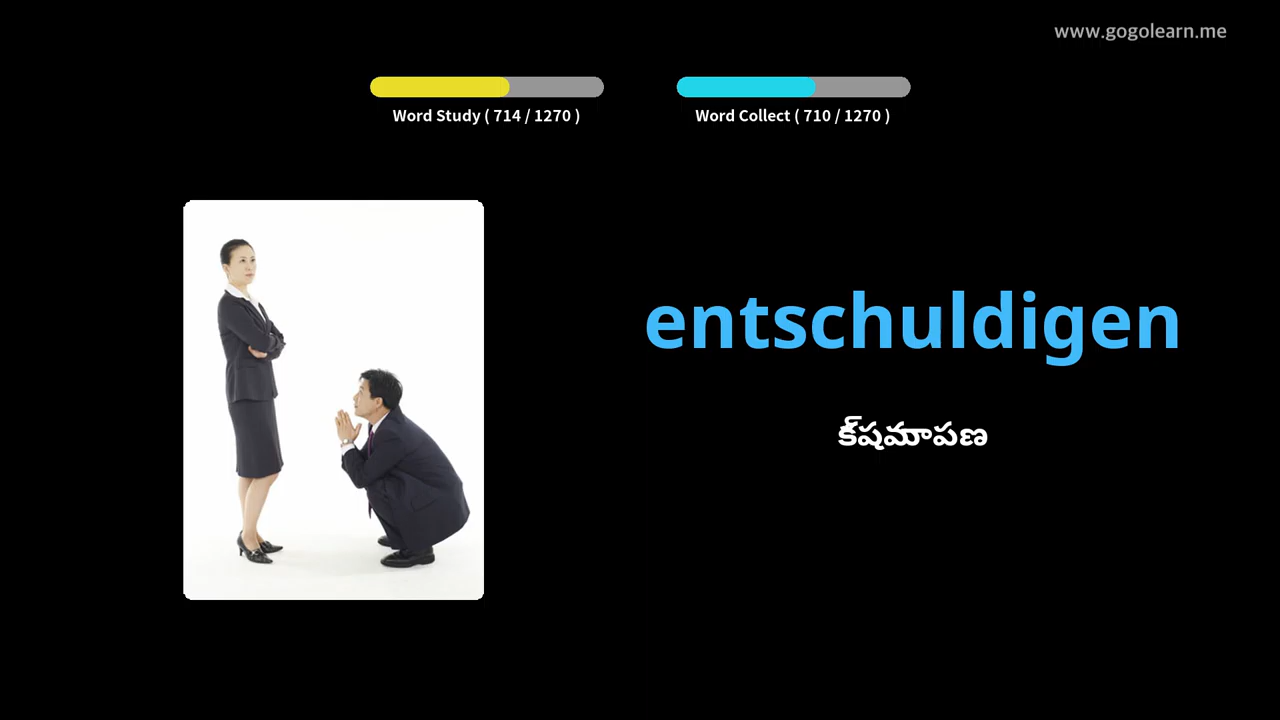 www.gogolearn.me
Word Study ( 714 / 1270 )
Word Collect ( 710 / 1270 )
entschuldigen
క్‌షమాపణ